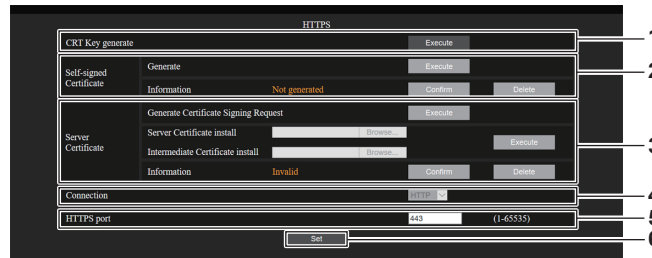 HTTPS
CRT Key generate Execute 1
Self-signed Certificate
Generate Execute 2
Information Not generated Confirm Delete
Server Certificate
Generate Certificate Signing Request Execute
Server Certificate install Browse...
Execute 3
Intermediate Certificate install Browse...
Information Invalid Confirm Delete
Connection HTTP 4
HTTPS port 443 (1-65535) 5
Set 6